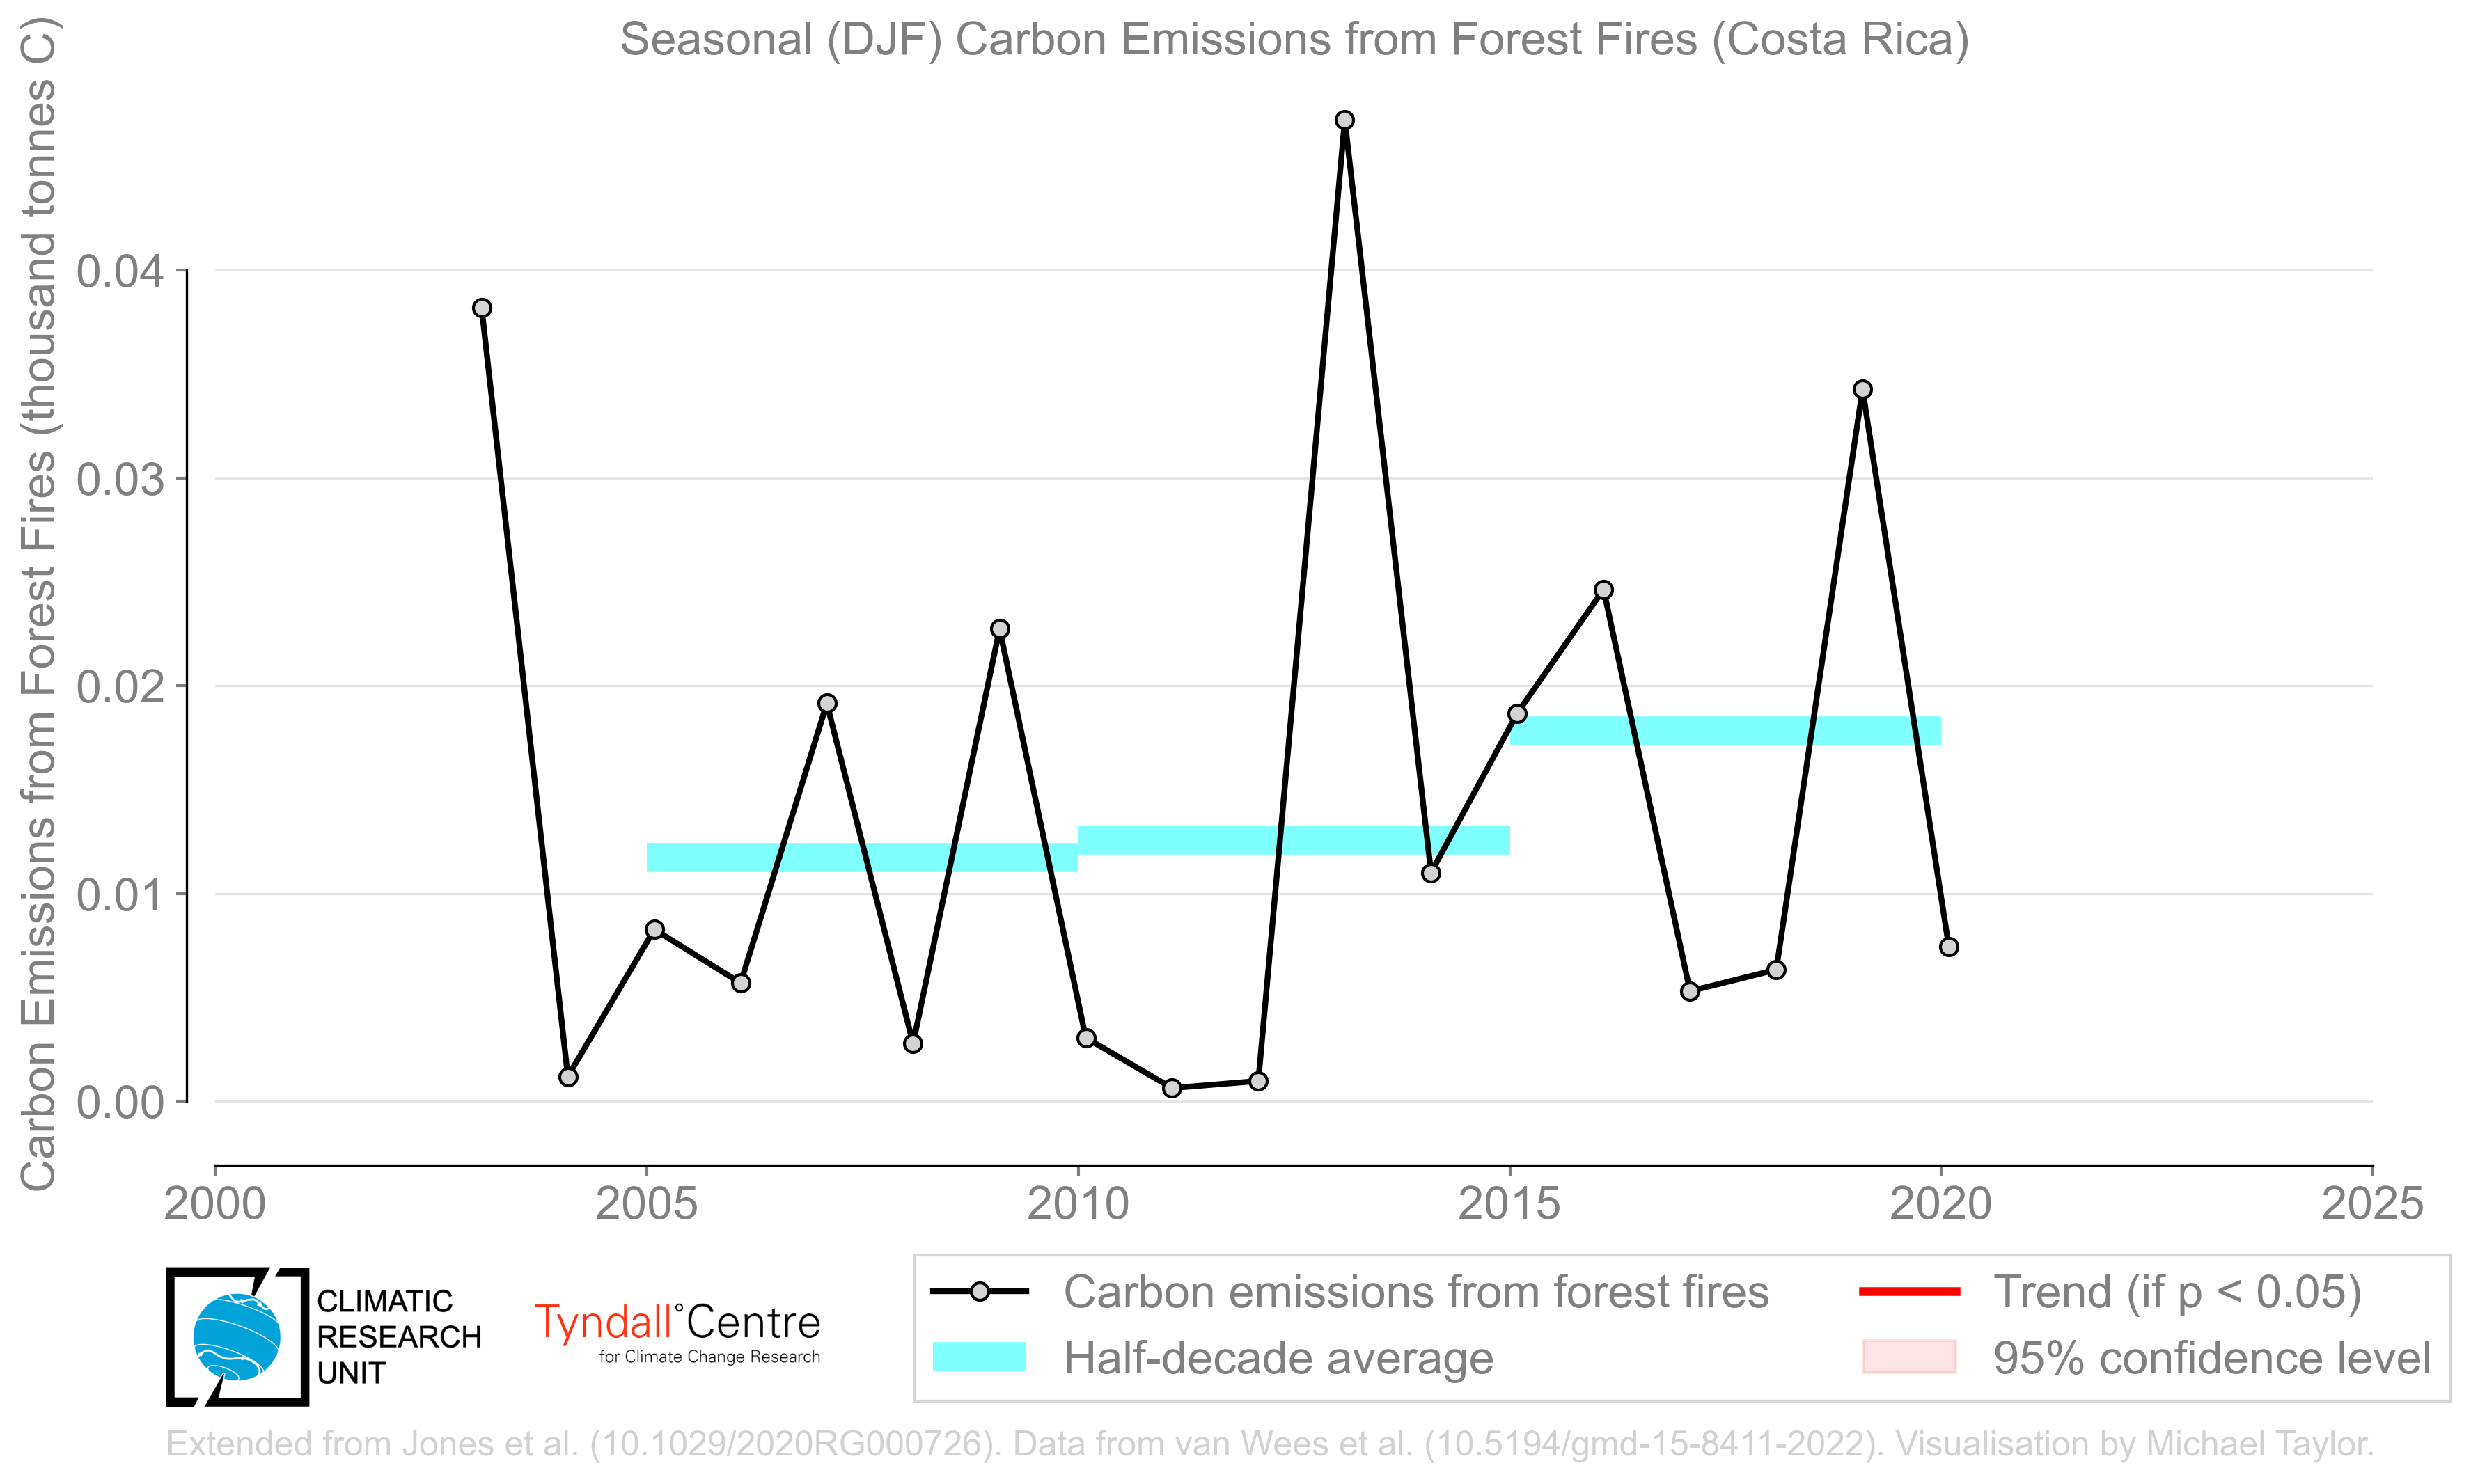 Seasonal (DJF) Carbon Emissions from Forest Fires (Costa Rica)
Carbon Emissions from Forest Fires (thousand tonnes C)
0.04
0.03
0.02
0.01
0.00
2000
2005
2010
2015
2020
2025
CLIMATIC
RESEARCH
UNIT
Tyndall°Centre
for Climate Change Research
Carbon emissions from forest fires
Half-decade average
Trend (if p < 0.05)
95% confidence level
Extended from Jones et al. (10.1029/2020RG000726). Data from van Wees et al. (10.5194/gmd-15-8411-2022). Visualisation by Michael Taylor.